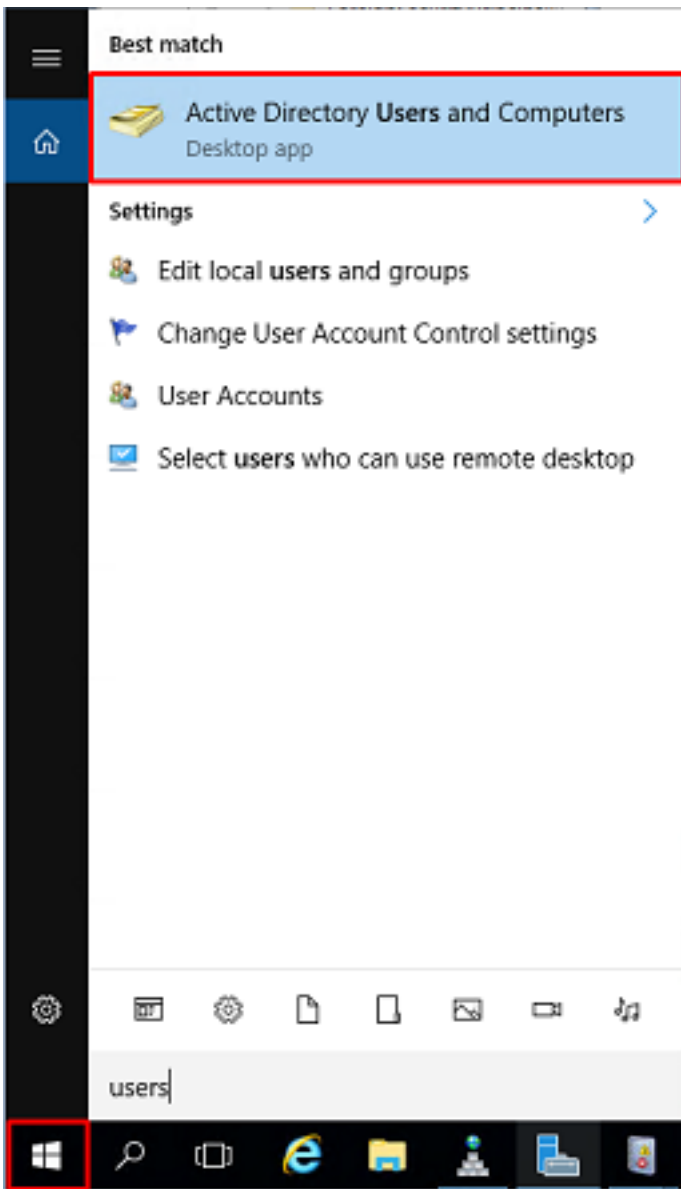 Best match
Active Directory Users and Computers
Desktop app
Settings
Edit local users and groups
Change User Account Control settings
User Accounts
Select users who can use remote desktop
users